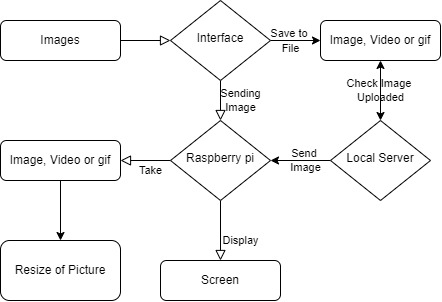 Images
Interface
Save to
File
Image, Video or gif
Sending
Image
Check Image
Uploaded
Image, Video or gif
Take
Raspberry pi
Send
Image
Local Server
Display
Resize of Picture
Screen